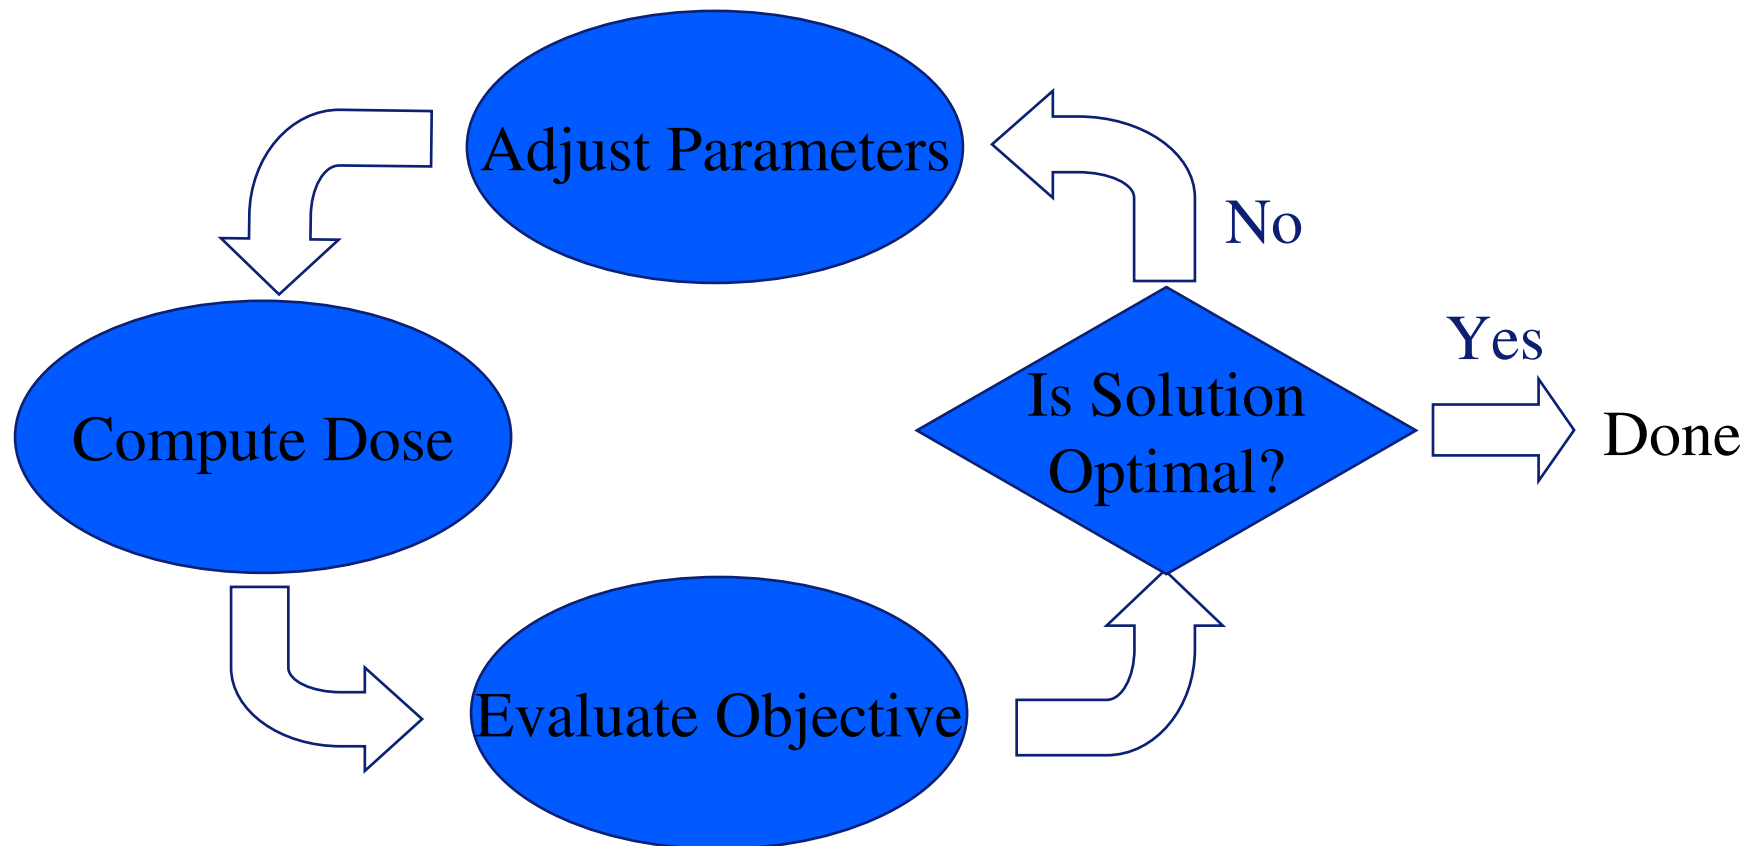 Adjust Parameters
No
Yes
Is Solution
Optimal?
Done
Compute Dose
Evaluate Objective